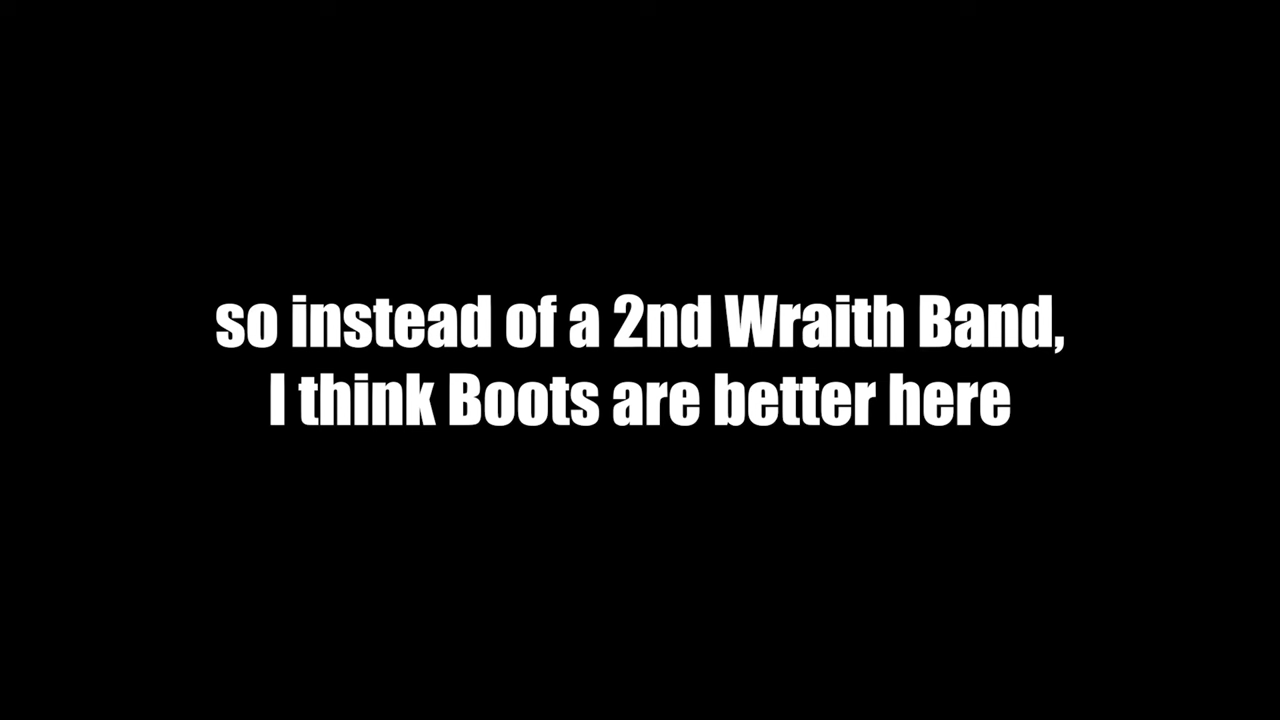 so instead of a 2nd Wraith Band,
I think Boots are better here